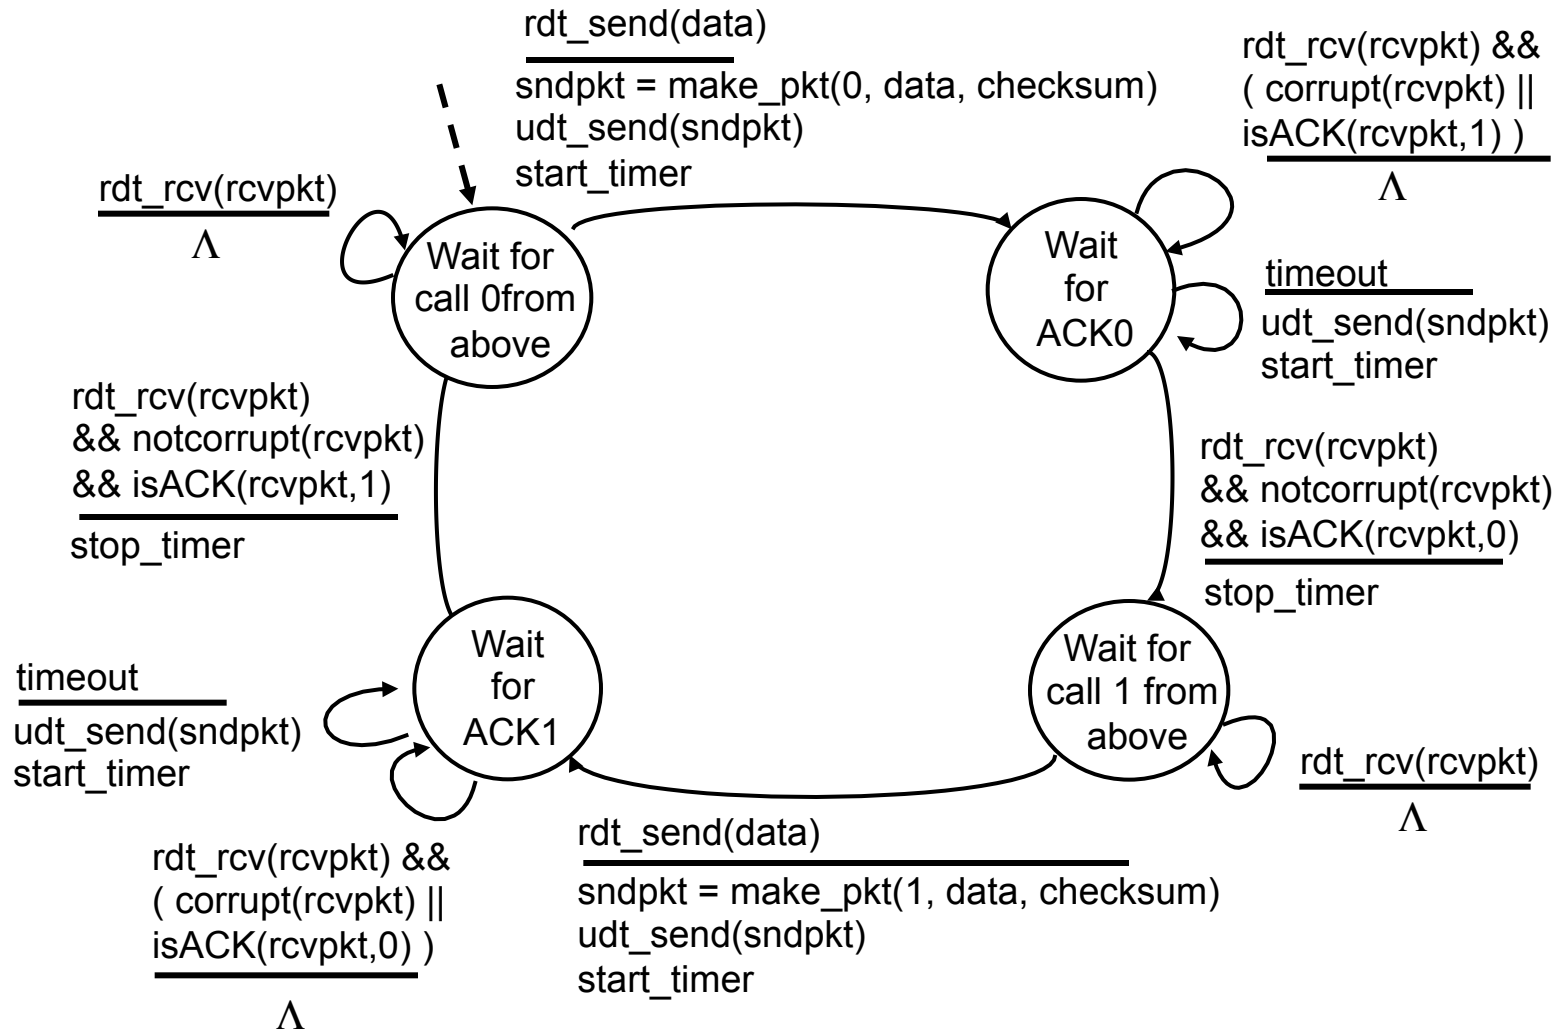 rdt_send(data)
sndpkt = make_pkt(0, data, checksum)
udt_send(sndpkt)
start_timer
rdt_rcv(rcvpkt) &&
( corrupt(rcvpkt) ||
isACK(rcvpkt,1) )
Λ
rdt_rcv(rcvpkt)
Λ
Wait for
call 0from
above
Wait
for
ACK0
timeout
udt_send(sndpkt)
start_timer
rdt_rcv(rcvpkt)
&& notcorrupt(rcvpkt)
&& isACK(rcvpkt,1)
stop_timer
rdt_rcv(rcvpkt)
&& notcorrupt(rcvpkt)
&& isACK(rcvpkt,0)
stop_timer
Wait
for
ACK1
Wait for
call 1 from
above
timeout
udt_send(sndpkt)
start_timer
rdt_rcv(rcvpkt)
Λ
rdt_rcv(rcvpkt) &&
( corrupt(rcvpkt) ||
isACK(rcvpkt,0) )
Λ
rdt_send(data)
sndpkt = make_pkt(1, data, checksum)
udt_send(sndpkt)
start_timer